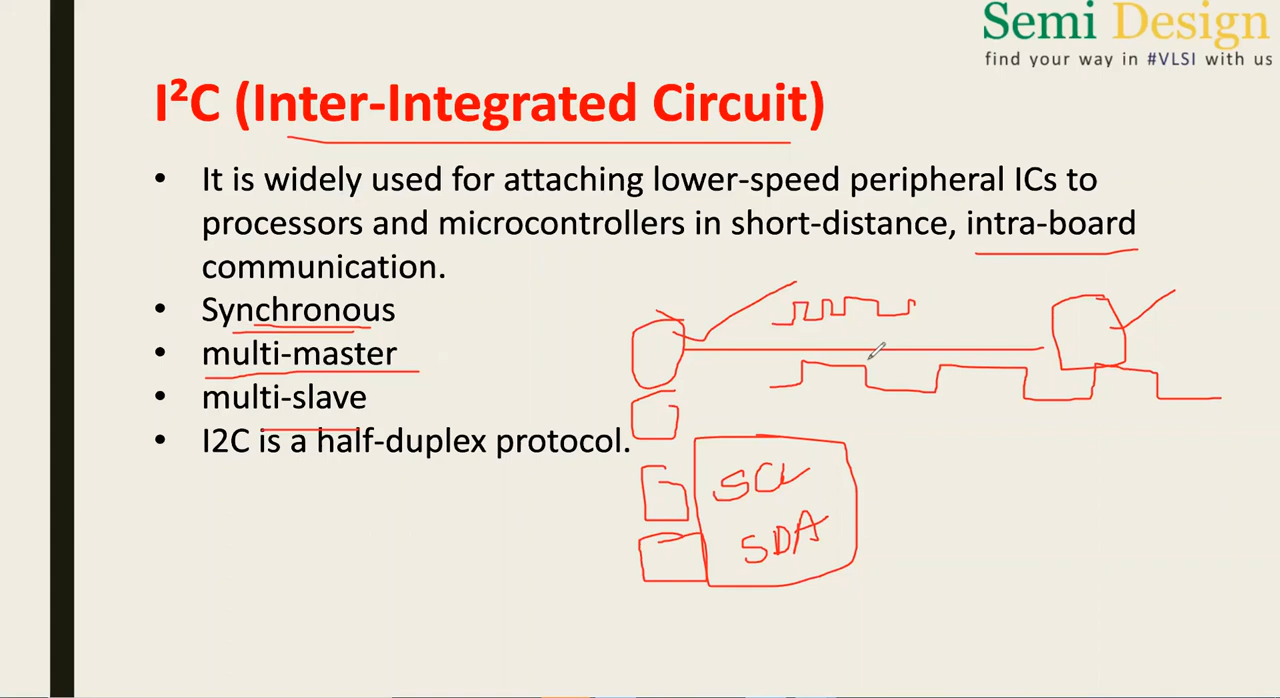 Semi Design
find your way in #VLSI with us
I²C (Inter-Integrated Circuit)
• It is widely used for attaching lower-speed peripheral ICs to
processors and microcontrollers in short-distance, intra-board
communication.
• Synchronous
• multi-master
• multi-slave
• I2C is a half-duplex protocol.
SCL
SDA